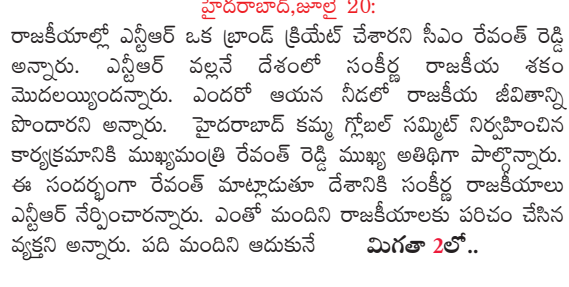 హైదరాబాద్,జూలై 20:
రాజకీయాల్లో ఎన్టీఆర్ ఒక బ్రాండ్ క్రియేట్ చేశారని సీఎం రేవంత్ రెడ్డి
అన్నారు. ఎన్టీఆర్ వల్లనే దేశంలో సంకీర్ణ రాజకీయ శకం
మొదలయ్యిందన్నారు. ఎందరో ఆయన నీడలో రాజకీయ జీవితాన్ని
పొందారని అన్నారు. హైదరాబాద్ కమ్మ గ్లోబల్ సమ్మిట్ నిర్వహించిన
కార్యక్రమానికి ముఖ్యమంత్రి రేవంత్ రెడ్డి ముఖ్య అతిథిగా పాల్గొన్నారు.
ఈ సందర్భంగా రేవంత్ మాట్లాడుతూ దేశానికి సంకీర్ణ రాజకీయాలు
ఎన్టీఆర్ నేర్పించారన్నారు. ఎంతో మందిని రాజకీయాలకు పరిచం చేసిన
వ్యక్తని అన్నారు. పది మందిని ఆదుకునే మిగతా 2లో..